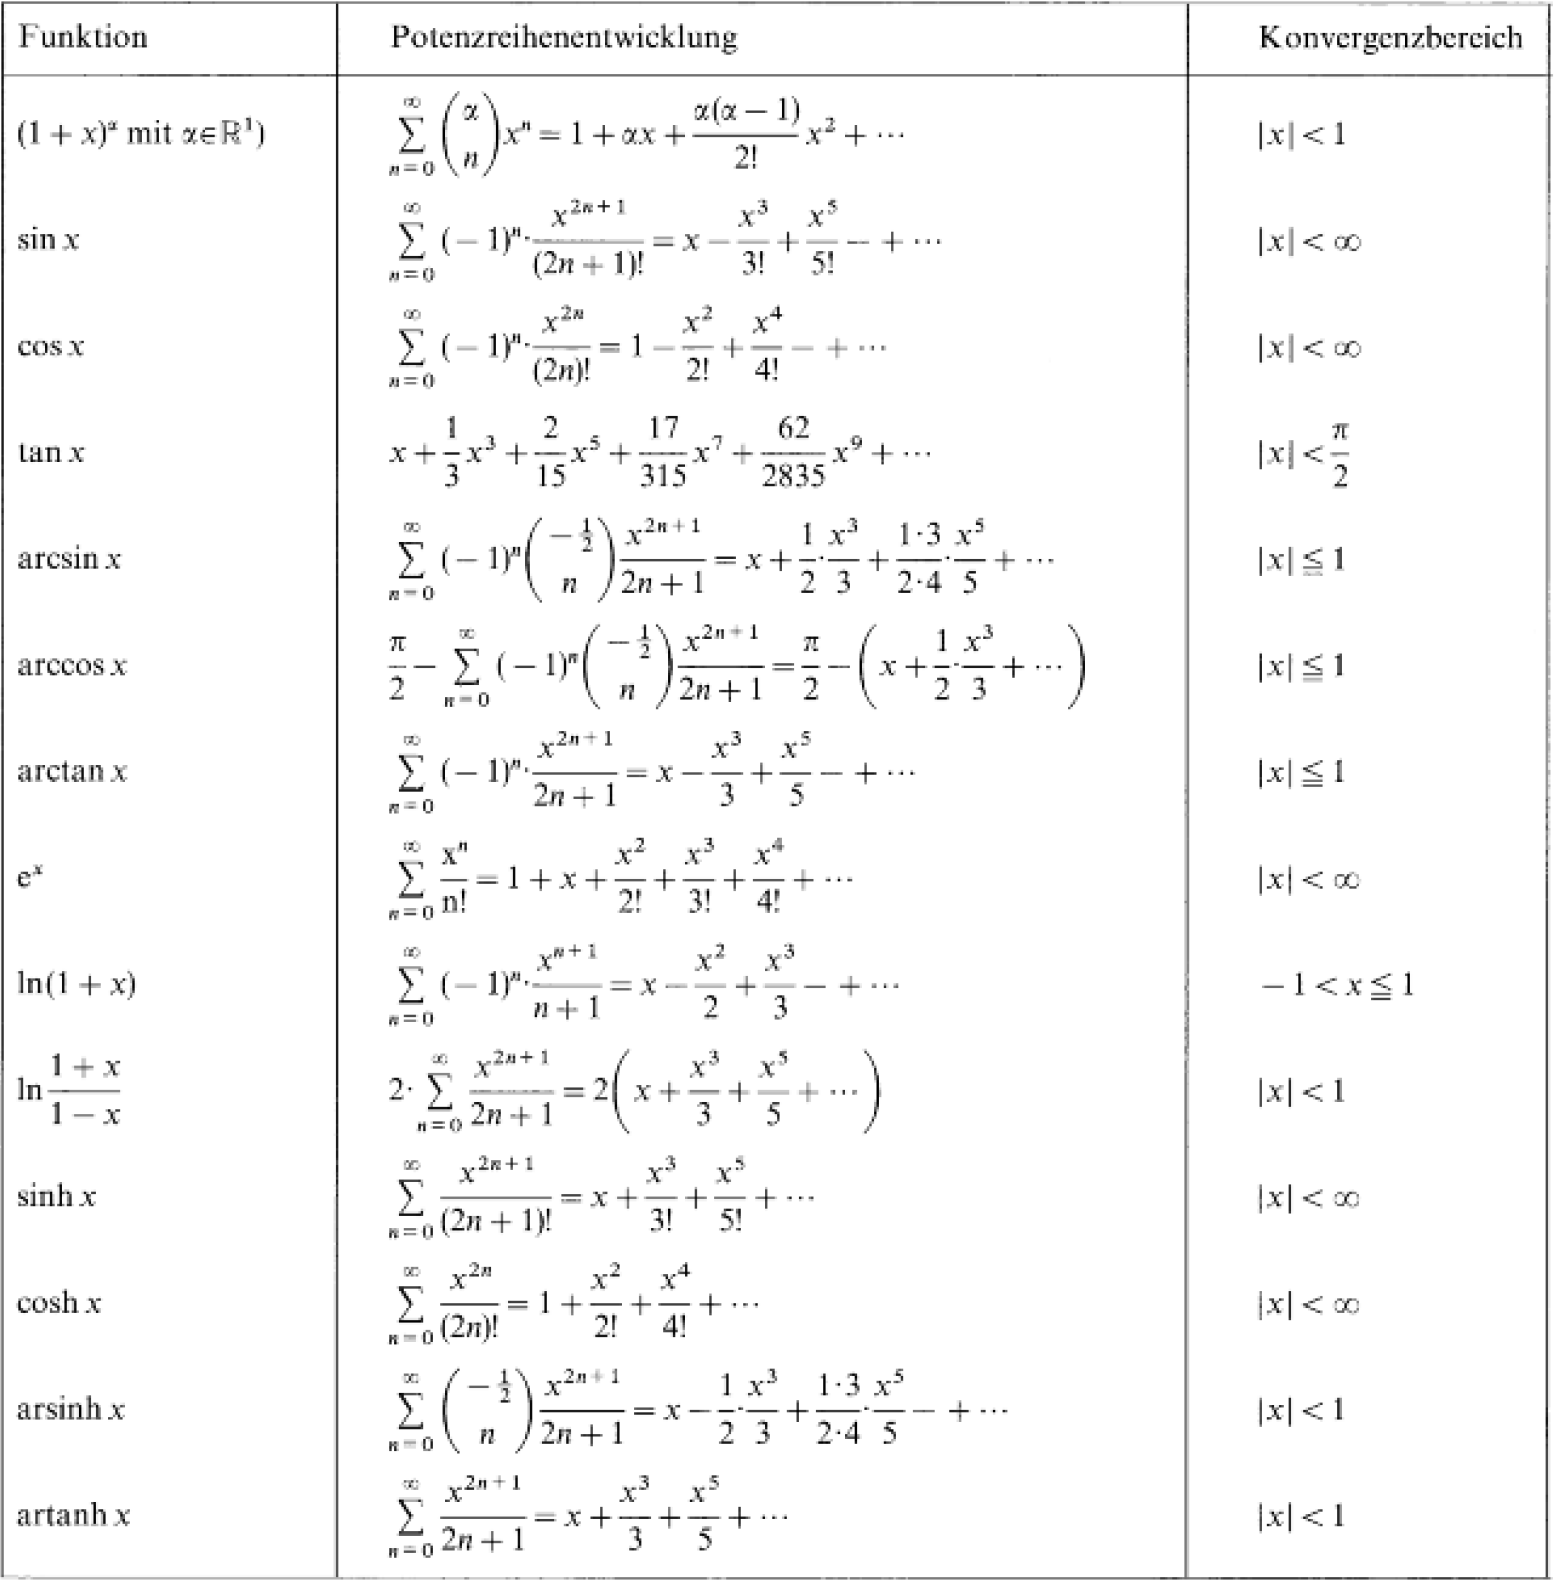 Funktion Potenzreihenentwicklung Konvergenzbereich
(1 + x)^α mit α∈ℝ¹) ∑_{n=0}^{∞} (α über n) xⁿ = 1 + αx + α(α − 1)/2! x² + ⋯ |x| < 1
sin x ∑_{n=0}^{∞} (− 1)ⁿ·x^{2n+1}/(2n + 1)! = x − x³/3! + x⁵/5! − + ⋯ |x| < ∞
cos x ∑_{n=0}^{∞} (− 1)ⁿ·x^{2n}/(2n)! = 1 − x²/2! + x⁴/4! − + ⋯ |x| < ∞
tan x x + 1/3 x³ + 2/15 x⁵ + 17/315 x⁷ + 62/2835 x⁹ + ⋯ |x| < π/2
arcsin x ∑_{n=0}^{∞} (− 1)ⁿ (−1/2 über n) x^{2n+1}/(2n + 1) = x + 1/2·x³/3 + 1·3/2·4·x⁵/5 + ⋯ |x| ≦ 1
arccos x π/2 − ∑_{n=0}^{∞} (− 1)ⁿ (−1/2 über n) x^{2n+1}/(2n + 1) = π/2 − (x + 1/2·x³/3 + ⋯) |x| ≦ 1
arctan x ∑_{n=0}^{∞} (− 1)ⁿ·x^{2n+1}/(2n + 1) = x − x³/3 + x⁵/5 − + ⋯ |x| ≦ 1
e^x ∑_{n=0}^{∞} xⁿ/n! = 1 + x + x²/2! + x³/3! + x⁴/4! + ⋯ |x| < ∞
ln(1 + x) ∑_{n=0}^{∞} (− 1)ⁿ·x^{n+1}/(n + 1) = x − x²/2 + x³/3 − + ⋯ − 1 < x ≦ 1
ln (1 + x)/(1 − x) 2· ∑_{n=0}^{∞} x^{2n+1}/(2n + 1) = 2(x + x³/3 + x⁵/5 + ⋯) |x| < 1
sinh x ∑_{n=0}^{∞} x^{2n+1}/(2n + 1)! = x + x³/3! + x⁵/5! + ⋯ |x| < ∞
cosh x ∑_{n=0}^{∞} x^{2n}/(2n)! = 1 + x²/2! + x⁴/4! + ⋯ |x| < ∞
arsinh x ∑_{n=0}^{∞} (−1/2 über n) x^{2n+1}/(2n + 1) = x − 1/2·x³/3 + 1·3/2·4·x⁵/5 − + ⋯ |x| < 1
artanh x ∑_{n=0}^{∞} x^{2n+1}/(2n + 1) = x + x³/3 + x⁵/5 + ⋯ |x| < 1